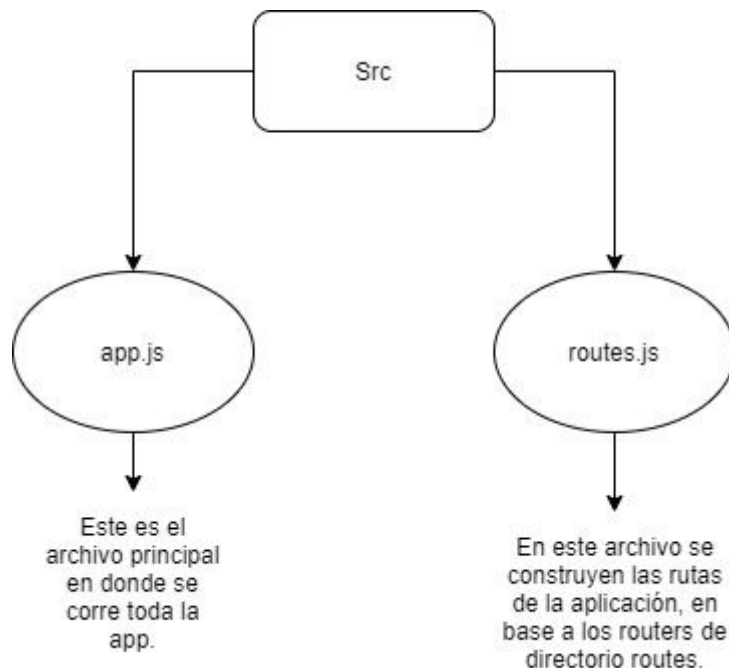 Src
app.js
routes.js
Este es el
archivo principal
en donde se
corre toda la
app.
En este archivo se
construyen las rutas
de la aplicación, en
base a los routers de
directorio routes.